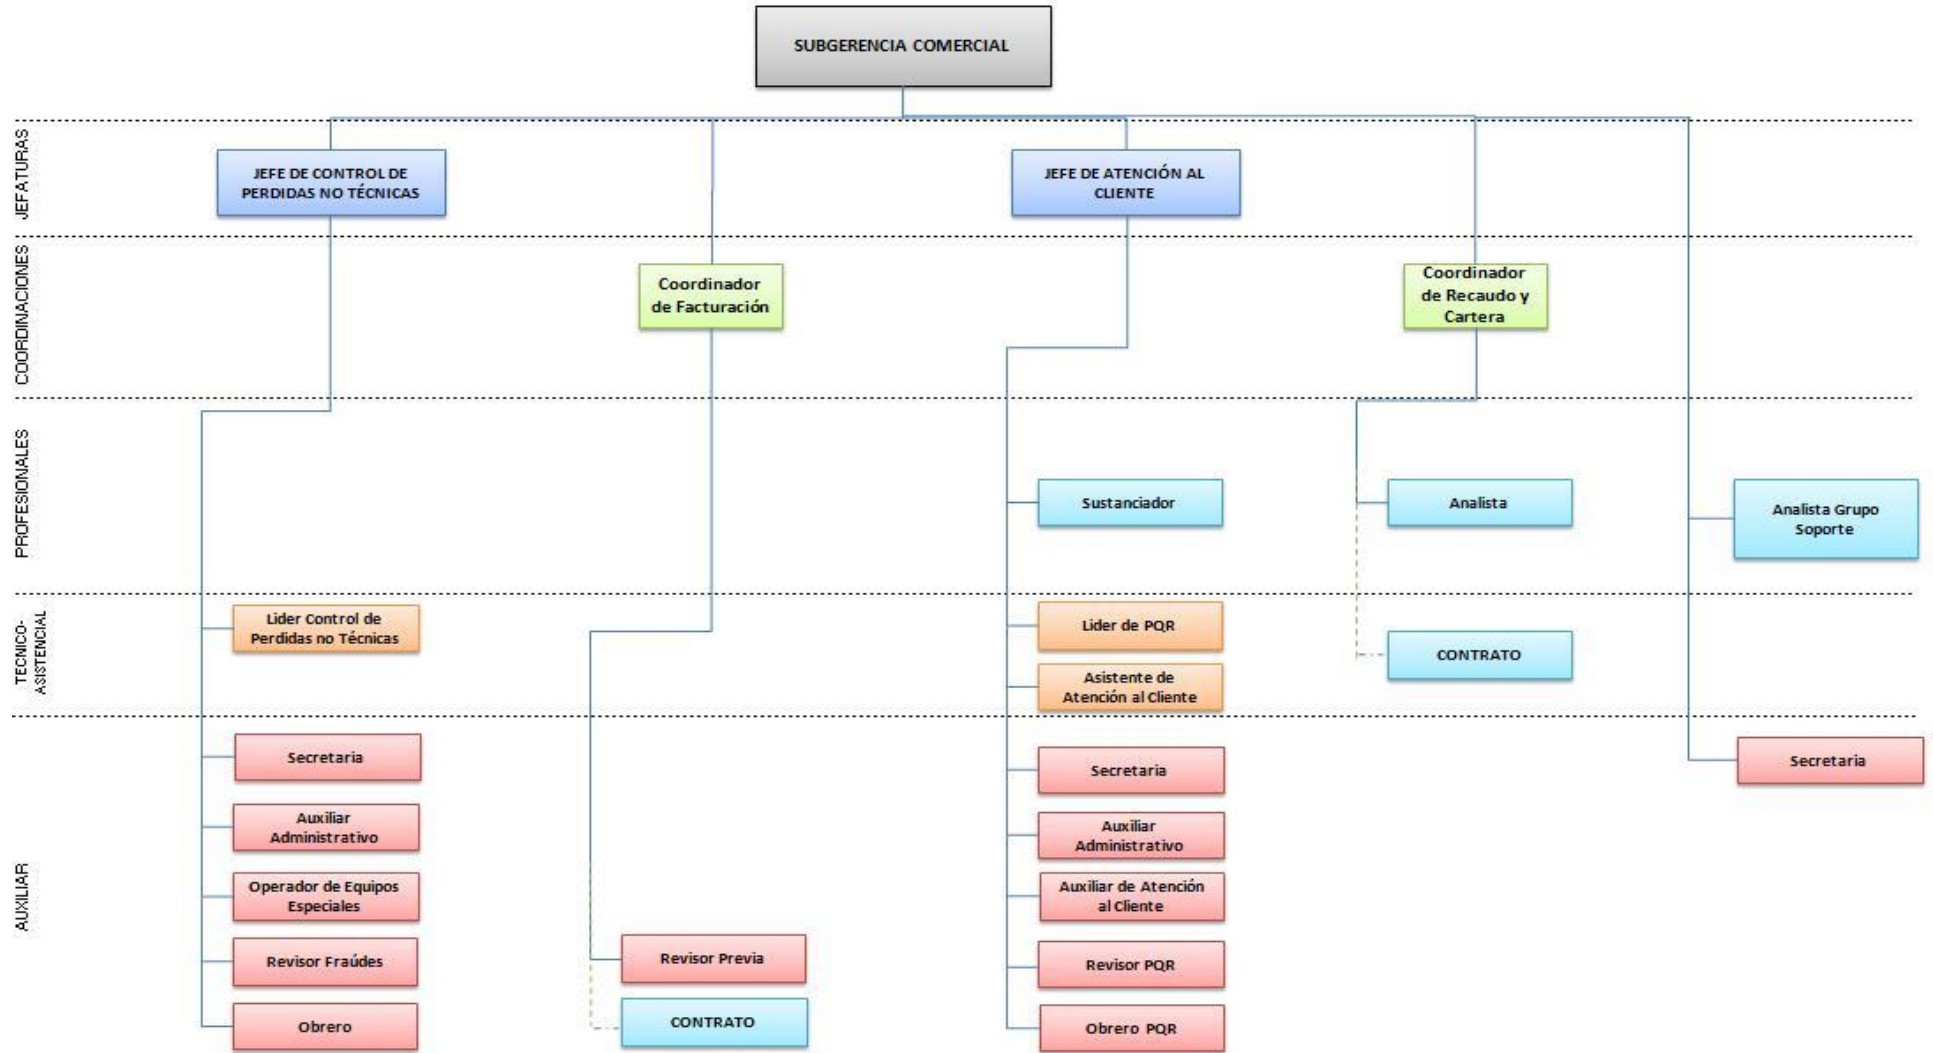 SUBGERENCIA COMERCIAL
JEFATURAS
JEFE DE CONTROL DE
PERDIDAS NO TÉCNICAS
JEFE DE ATENCIÓN AL
CLIENTE
COORDINACIONES
Coordinador
de Facturación
Coordinador
de Recaudo y
Cartera
PROFESIONALES
Sustanciador
Analista
Analista Grupo
Soporte
TECNICO-
ASISTENCIAL
Lider Control de
Perdidas no Técnicas
Lider de PQR
Asistente de
Atención al Cliente
CONTRATO
AUXILIAR
Secretaria
Auxiliar
Administrativo
Operador de Equipos
Especiales
Revisor Fraúdes
Obrero
Revisor Previa
CONTRATO
Secretaria
Auxiliar
Administrativo
Auxiliar de Atención
al Cliente
Revisor PQR
Obrero PQR
Secretaria